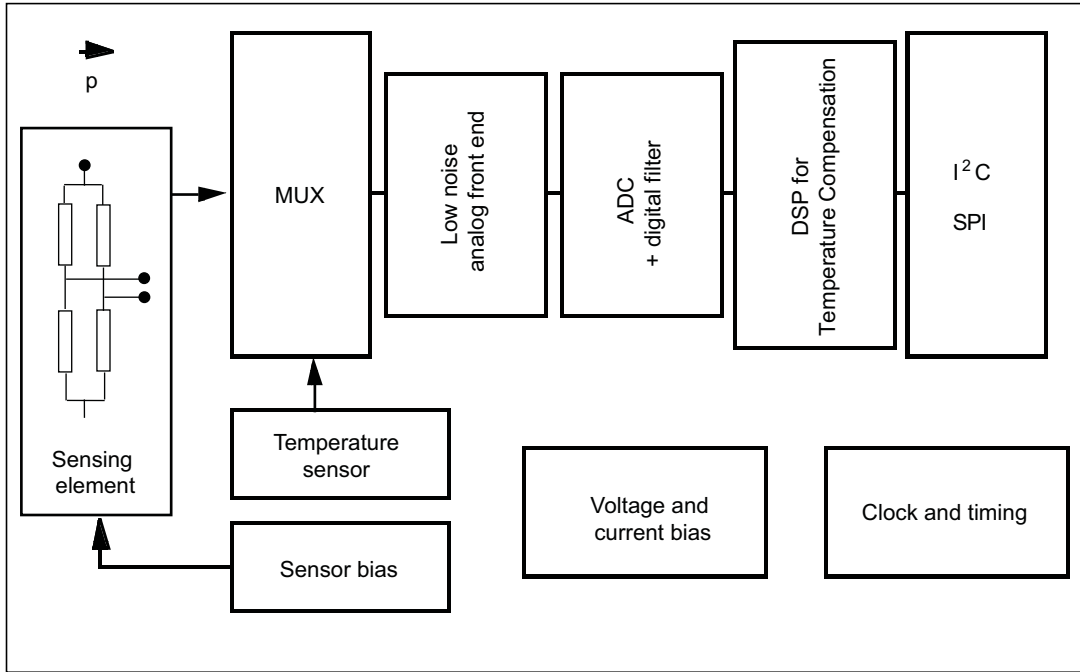 p
Sensing
element
MUX
Temperature
sensor
Sensor bias
Low noise
analog front end
ADC
+ digital filter
DSP for
Temperature Compensation
I²C
SPI
Voltage and
current bias
Clock and timing